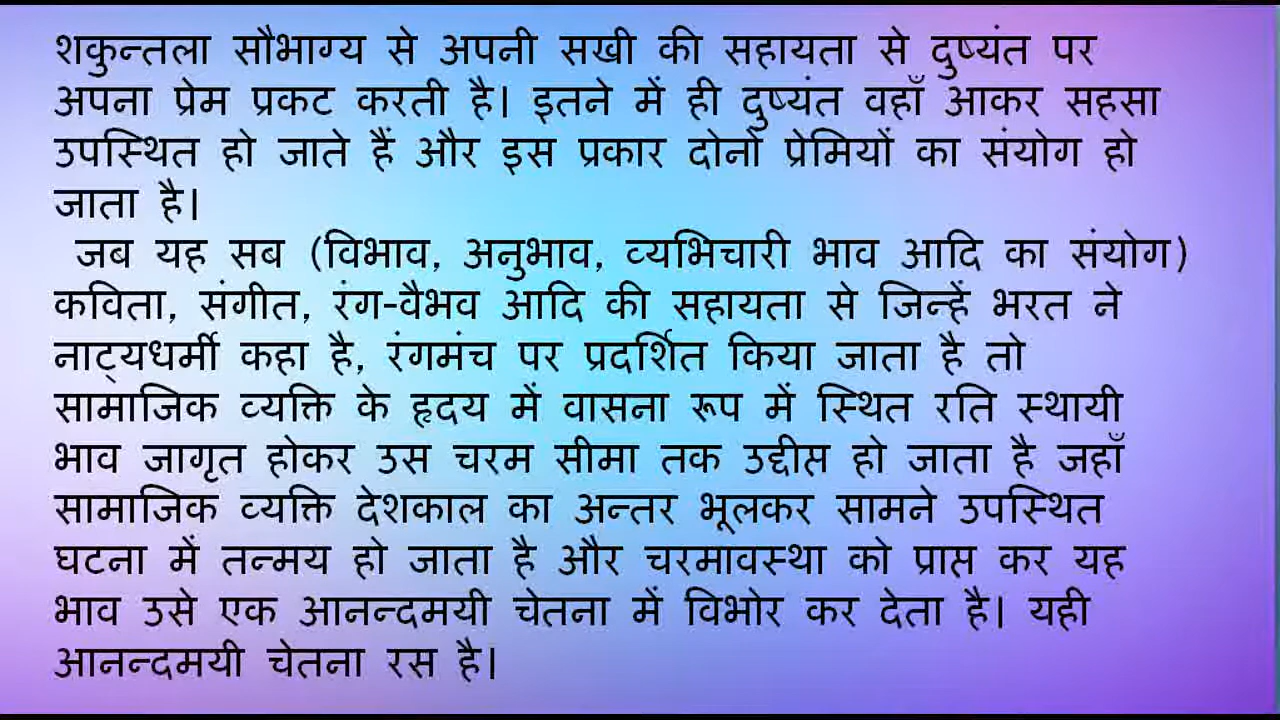 शकुन्तला सौभाग्य से अपनी सखी की सहायता से दुष्यंत पर
अपना प्रेम प्रकट करती है। इतने में ही दुष्यंत वहाँ आकर सहसा
उपस्थित हो जाते हैं और इस प्रकार दोनों प्रेमियों का संयोग हो
जाता है।
जब यह सब (विभाव, अनुभाव, व्यभिचारी भाव आदि का संयोग)
कविता, संगीत, रंग-वैभव आदि की सहायता से जिन्हें भरत ने
नाट्यधर्मी कहा है, रंगमंच पर प्रदर्शित किया जाता है तो
सामाजिक व्यक्ति के हृदय में वासना रूप में स्थित रति स्थायी
भाव जागृत होकर उस चरम सीमा तक उद्दीप्त हो जाता है जहाँ
सामाजिक व्यक्ति देशकाल का अन्तर भूलकर सामने उपस्थित
घटना में तन्मय हो जाता है और चरमावस्था को प्राप्त कर यह
भाव उसे एक आनन्दमयी चेतना में विभोर कर देता है। यही
आनन्दमयी चेतना रस है।